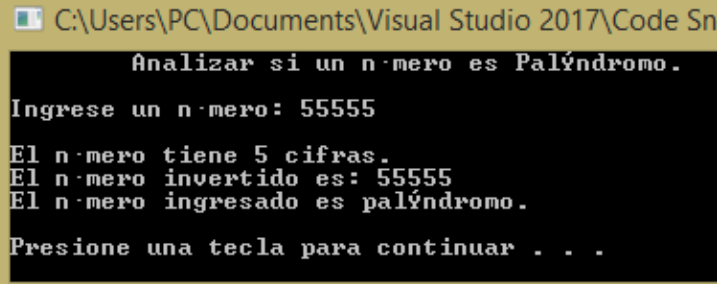 C:\Users\PC\Documents\Visual Studio 2017\Code Sn
Analizar si un n·mero es PalÝndromo.
Ingrese un n·mero: 55555
El n·mero tiene 5 cifras.
El n·mero invertido es: 55555
El n·mero ingresado es palÝndromo.
Presione una tecla para continuar . . .